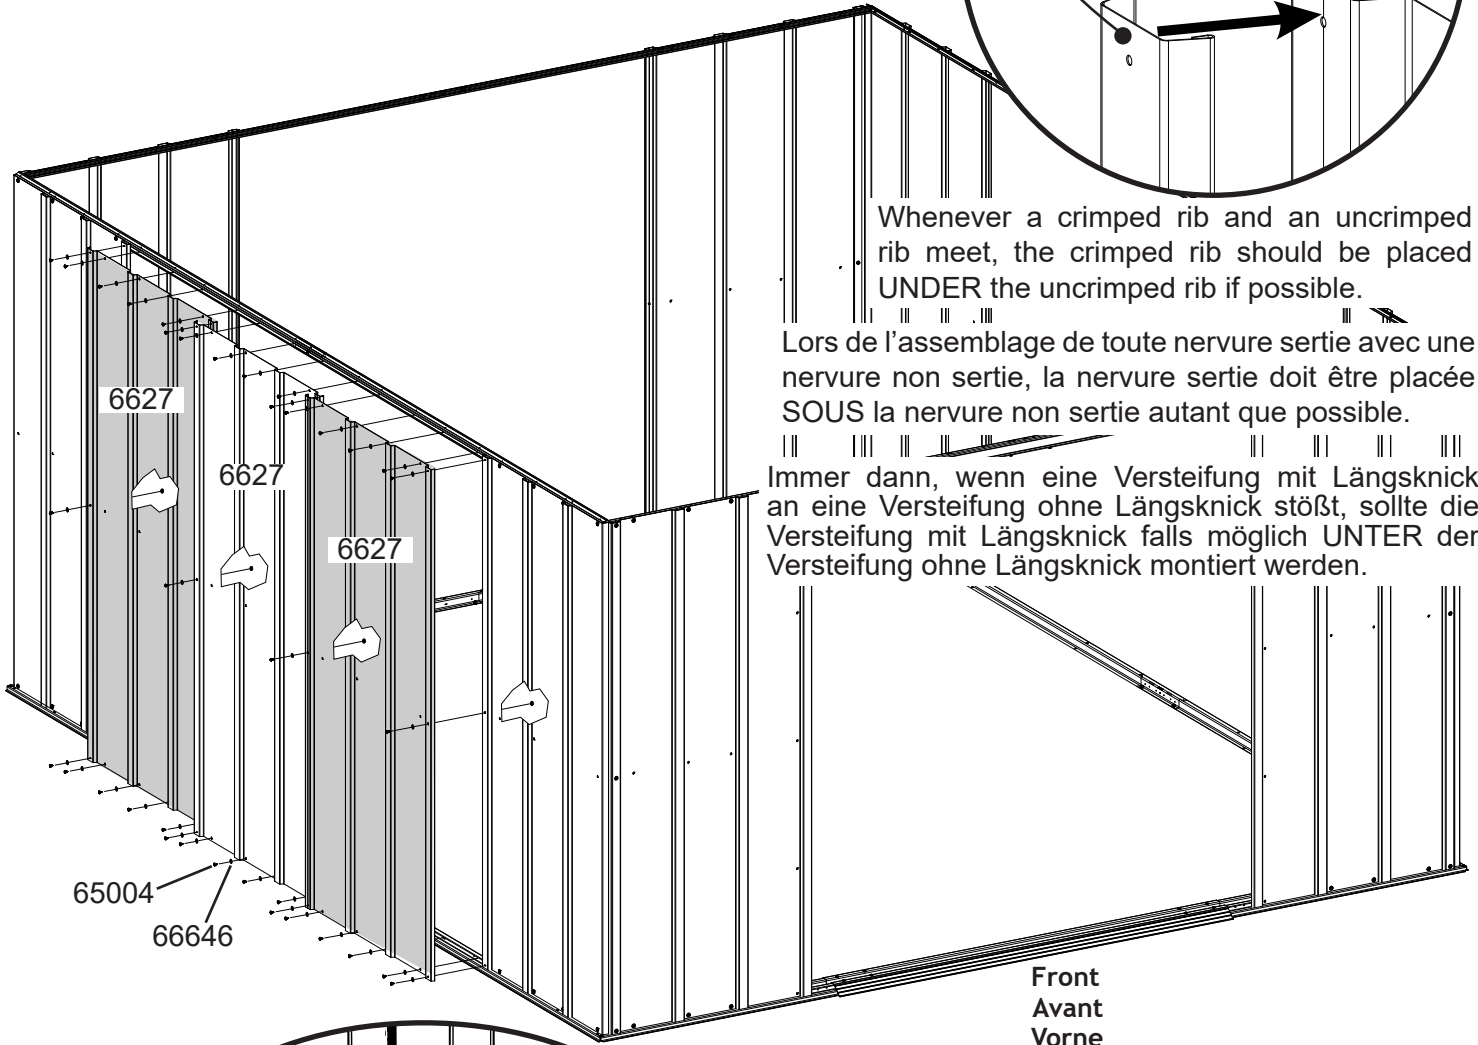 Whenever a crimped rib and an uncrimped
rib meet, the crimped rib should be placed
UNDER the uncrimped rib if possible.
Lors de l'assemblage de toute nervure sertie avec une
nervure non sertie, la nervure sertie doit être placée
SOUS la nervure non sertie autant que possible.
Immer dann, wenn eine Versteifung mit Längsknick
an eine Versteifung ohne Längsknick stößt, sollte die
Versteifung mit Längsknick falls möglich UNTER der
Versteifung ohne Längsknick montiert werden.
6627
6627
6627
65004
66646
Front
Avant
Vorne